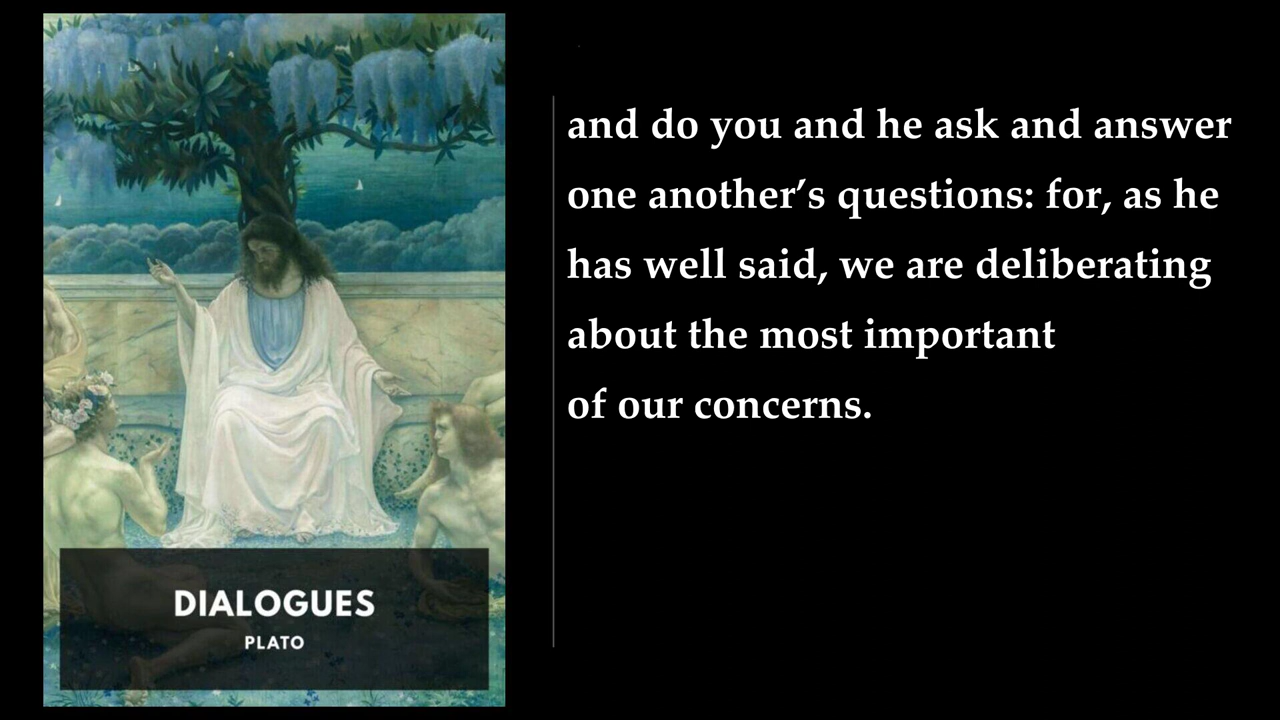 DIALOGUES
PLATO
and do you and he ask and answer
one another’s questions: for, as he
has well said, we are deliberating
about the most important
of our concerns.